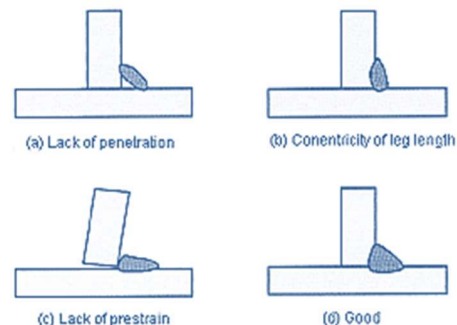 (a) Lack of penetration
(b) Conentricity of leg length
(c) Lack of prestrain
(d) Good